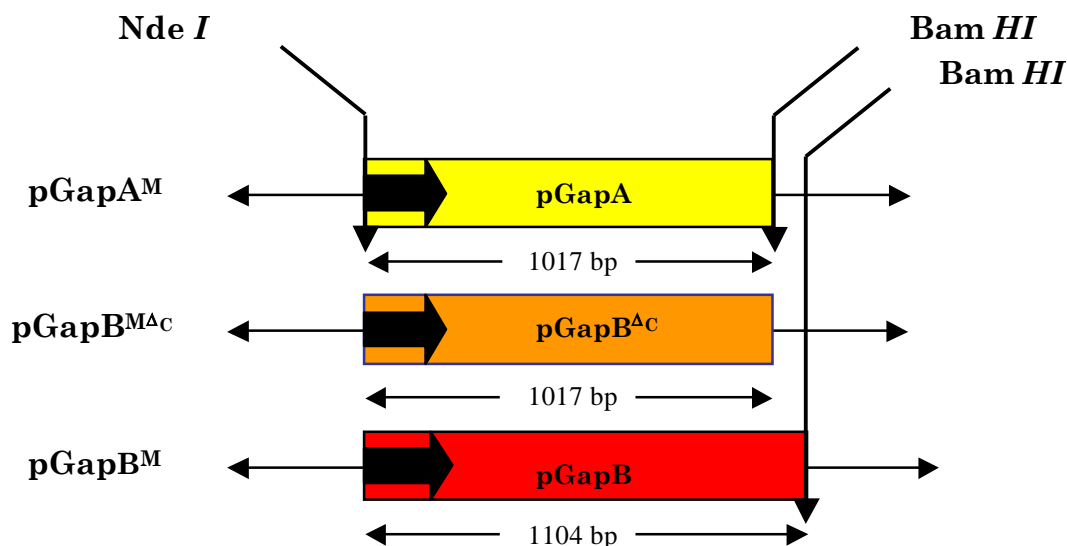 Nde I
Bam HI
Bam HI
pGapAᴹ
pGapA
1017 bp
pGapBᴹΔC
pGapBΔC
1017 bp
pGapBᴹ
pGapB
1104 bp